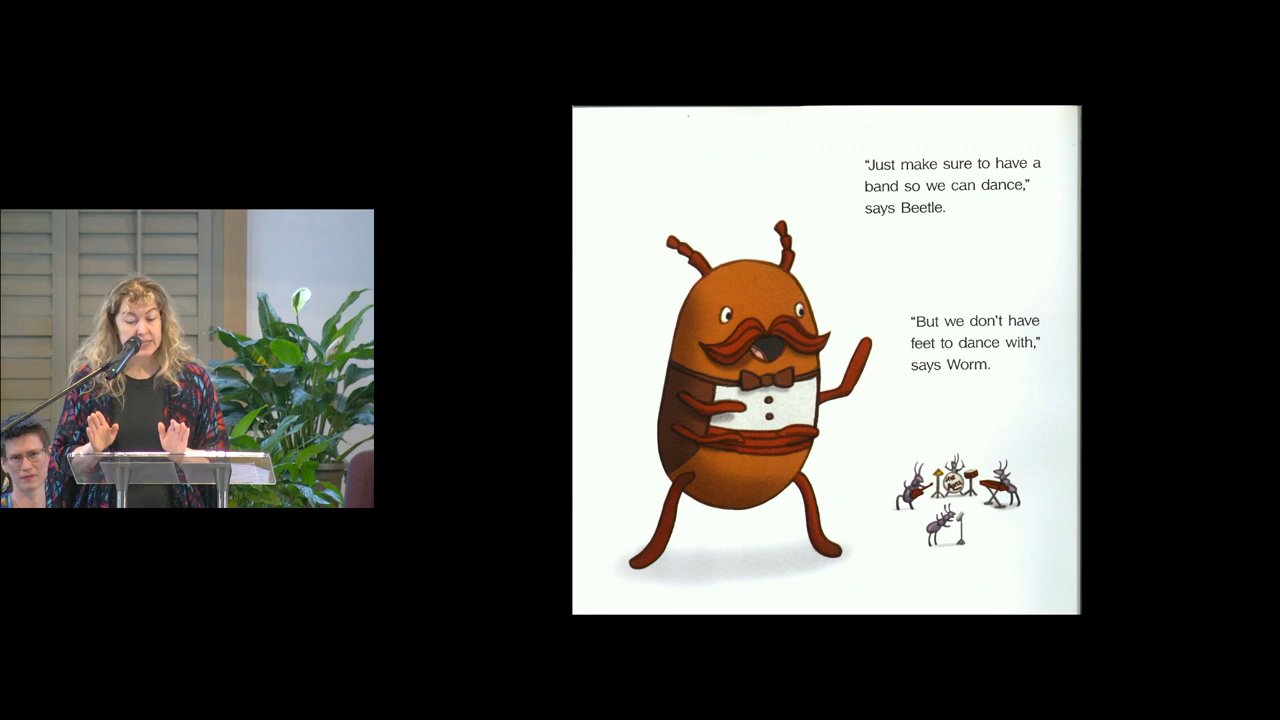 “Just make sure to have a
band so we can dance,”
says Beetle.
“But we don’t have
feet to dance with,”
says Worm.